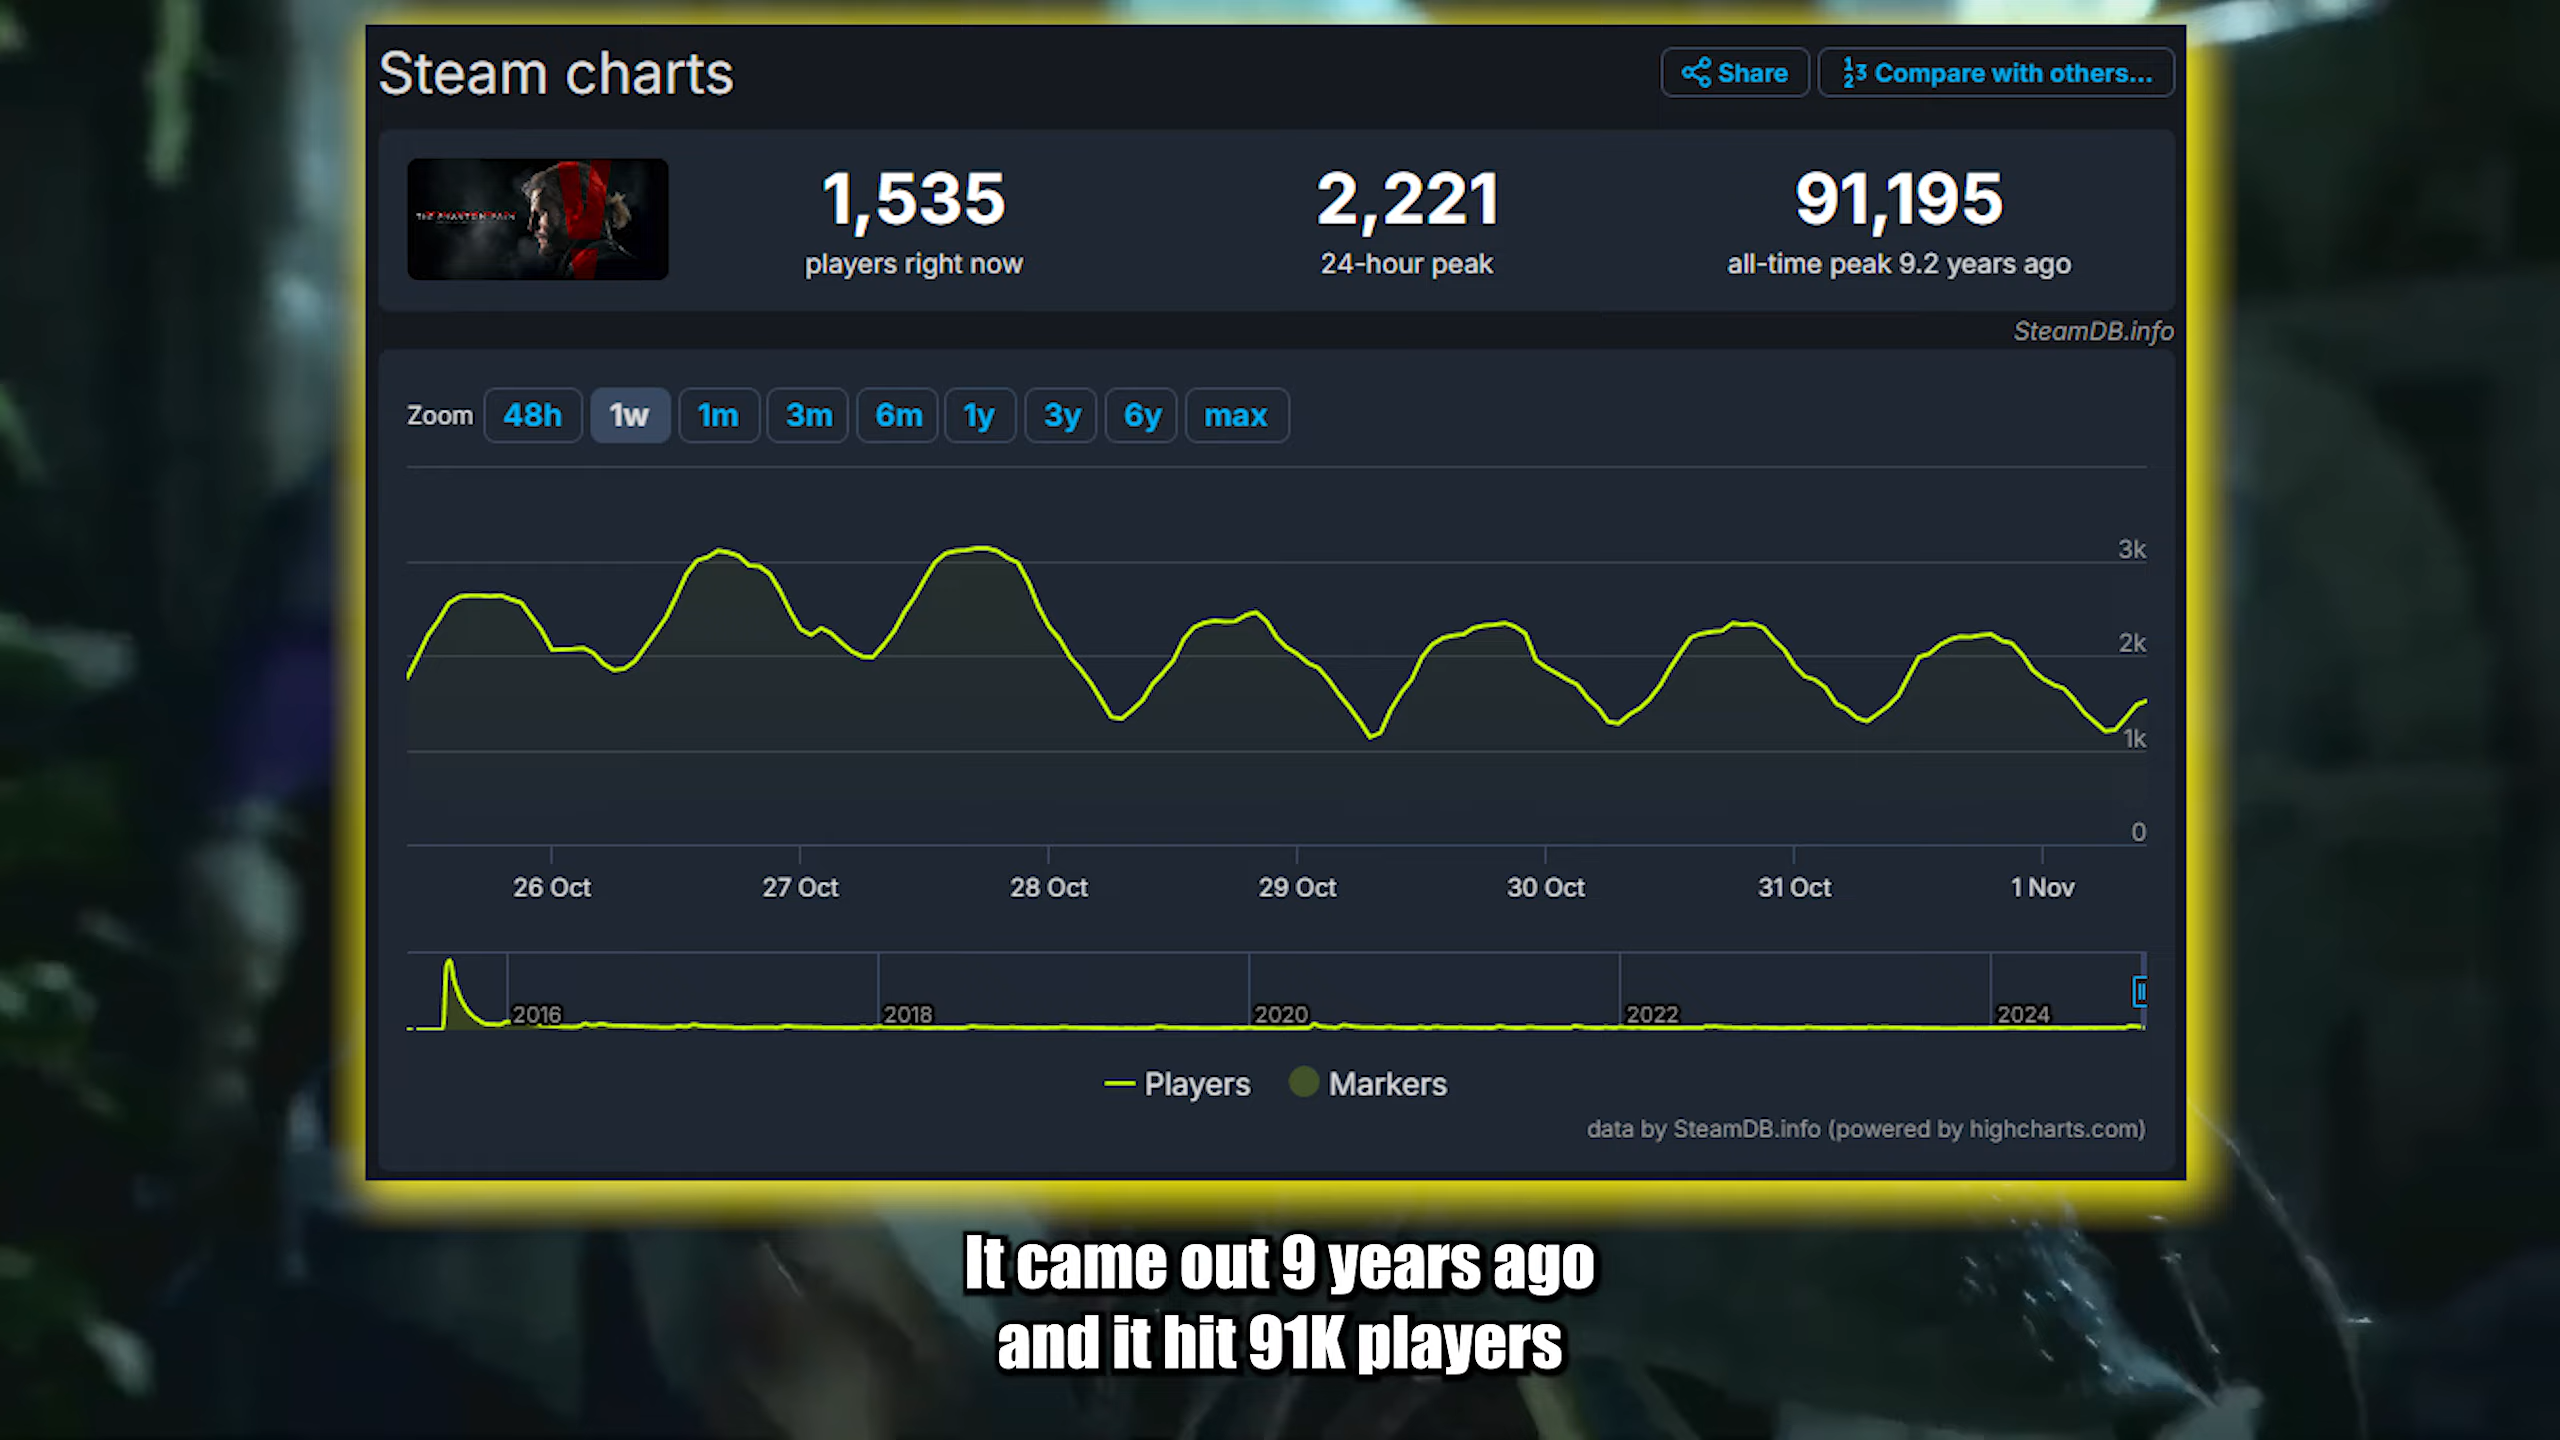 Steam charts
Share
Compare with others...
THE PHANTOM PAIN
1,535
players right now
2,221
24-hour peak
91,195
all-time peak 9.2 years ago
SteamDB.info
Zoom 48h 1w 1m 3m 6m 1y 3y 6y max
3k
2k
1k
0
26 Oct 27 Oct 28 Oct 29 Oct 30 Oct 31 Oct 1 Nov
2016 2018 2020 2022 2024
Players Markers
data by SteamDB.info (powered by highcharts.com)
It came out 9 years ago
and it hit 91K players